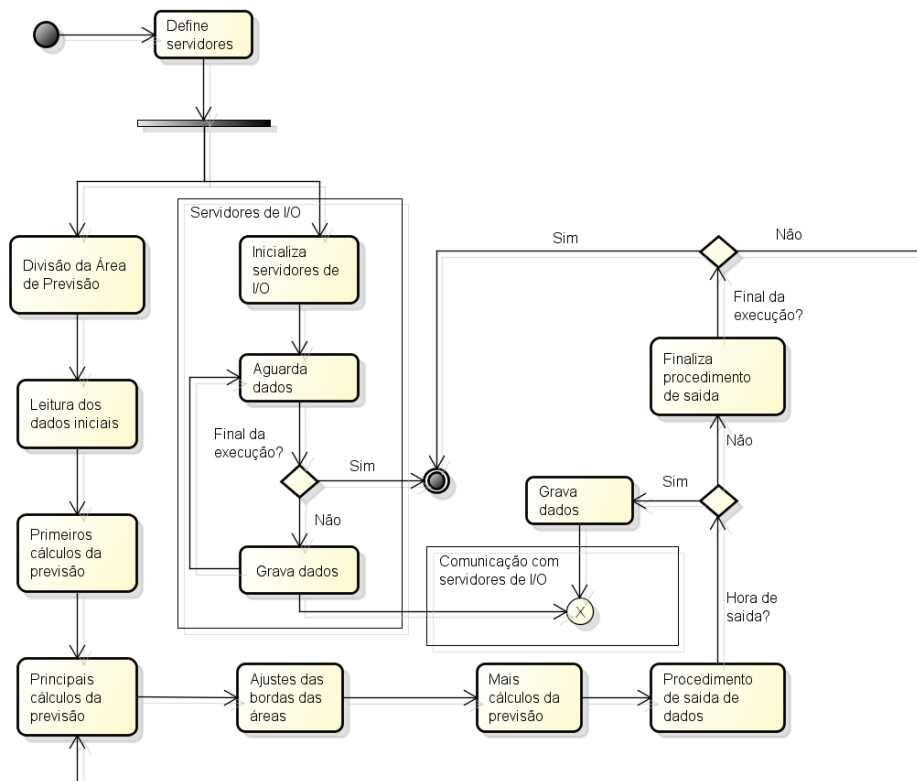 Define
servidores
Servidores de I/O
Divisão da Área
de Previsão
Inicializa
servidores de
I/O
Sim
Não
Final da
execução?
Aguarda
dados
Finaliza
procedimento
de saida
Leitura dos
dados iniciais
Final da
execução?
Sim
Não
Grava
dados
Sim
Não
Primeiros
cálculos da
previsão
Grava dados
Comunicação com
servidores de I/O
X
Hora de
saida?
Principais
cálculos da
previsão
Ajustes das
bordas das
áreas
Mais
cálculos da
previsão
Procedimento
de saida de
dados